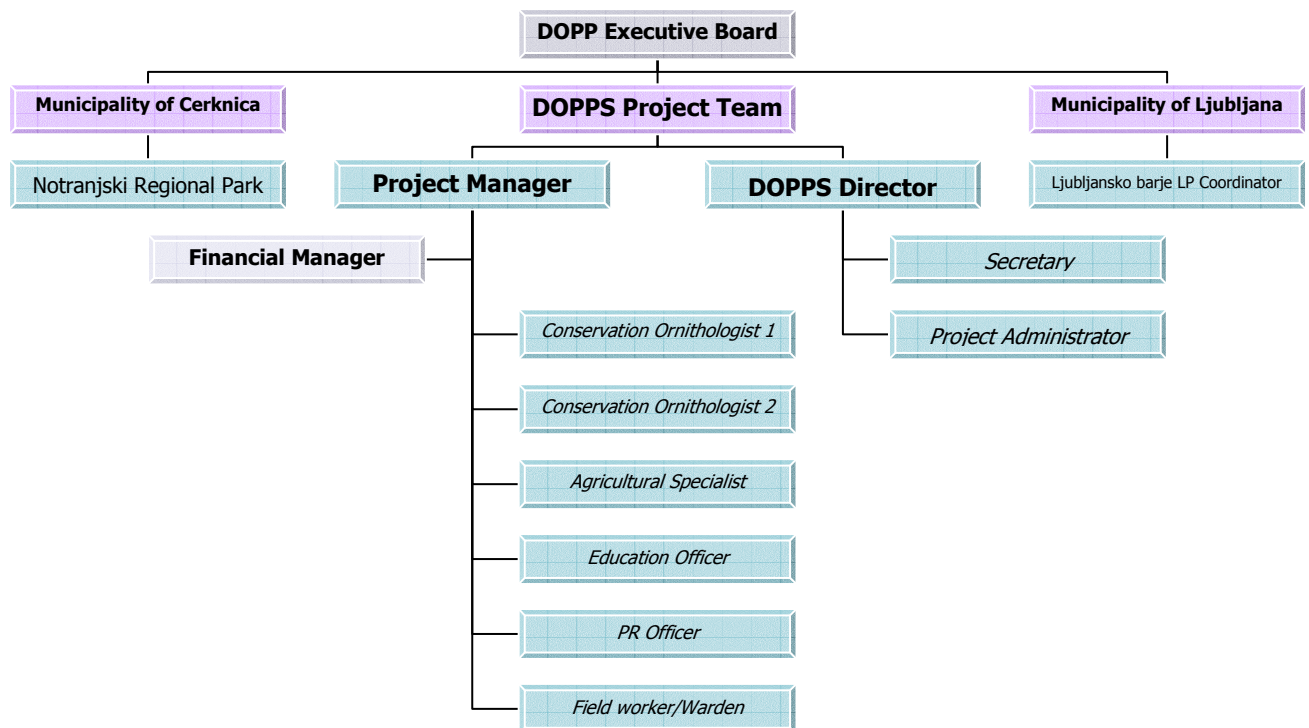 DOPP Executive Board
Municipality of Cerknica
DOPPS Project Team
Municipality of Ljubljana
Notranjski Regional Park
Project Manager
DOPPS Director
Ljubljansko barje LP Coordinator
Financial Manager
Secretary
Conservation Ornithologist 1
Project Administrator
Conservation Ornithologist 2
Agricultural Specialist
Education Officer
PR Officer
Field worker/Warden